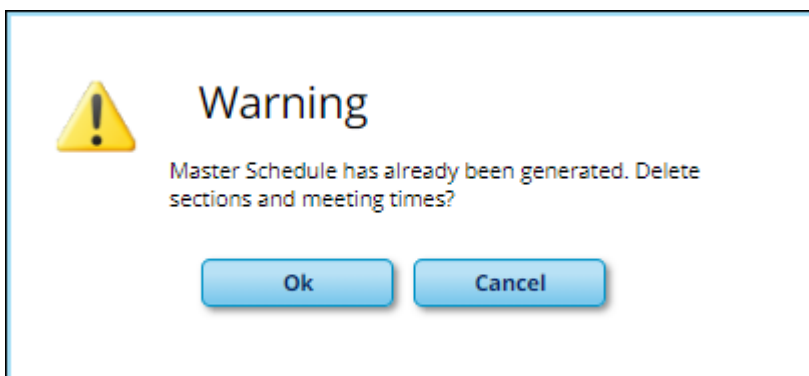 Warning
Master Schedule has already been generated. Delete
sections and meeting times?
Ok
Cancel